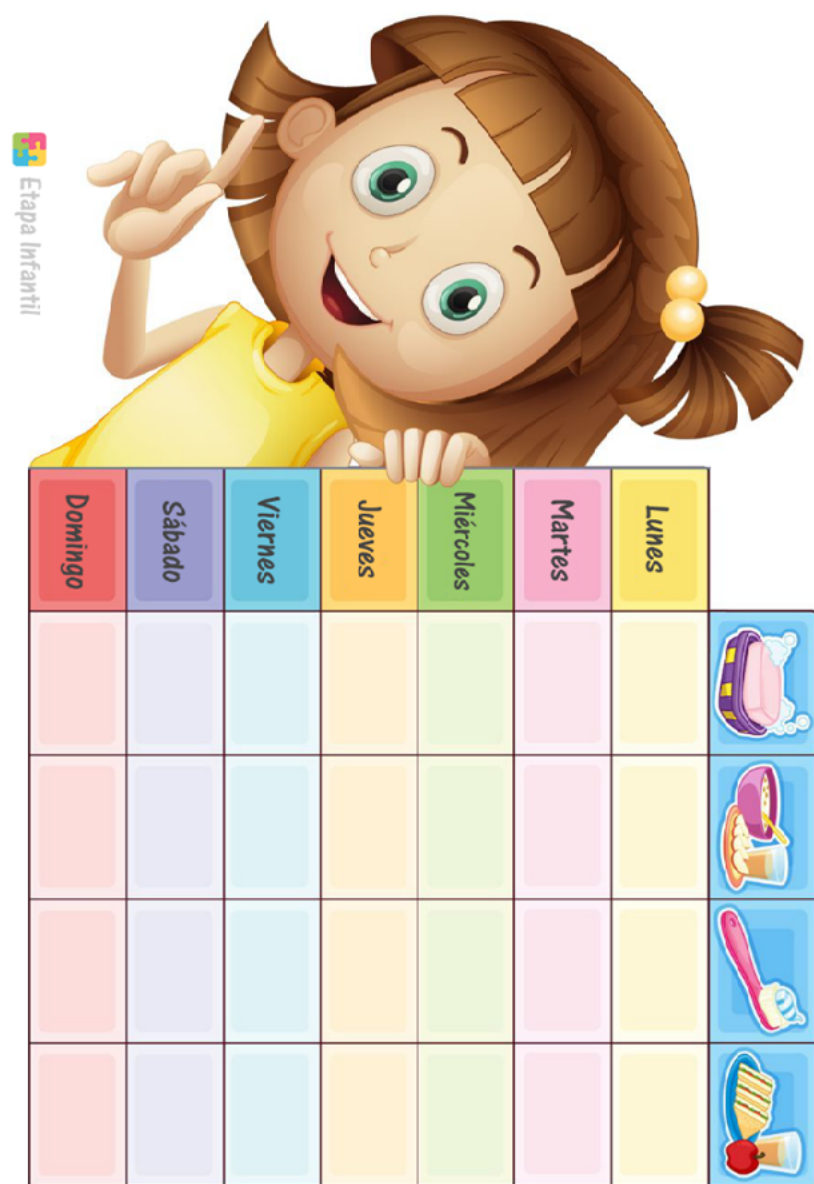 Etapa Infantil
Lunes
Martes
Miércoles
Jueves
Viernes
Sábado
Domingo